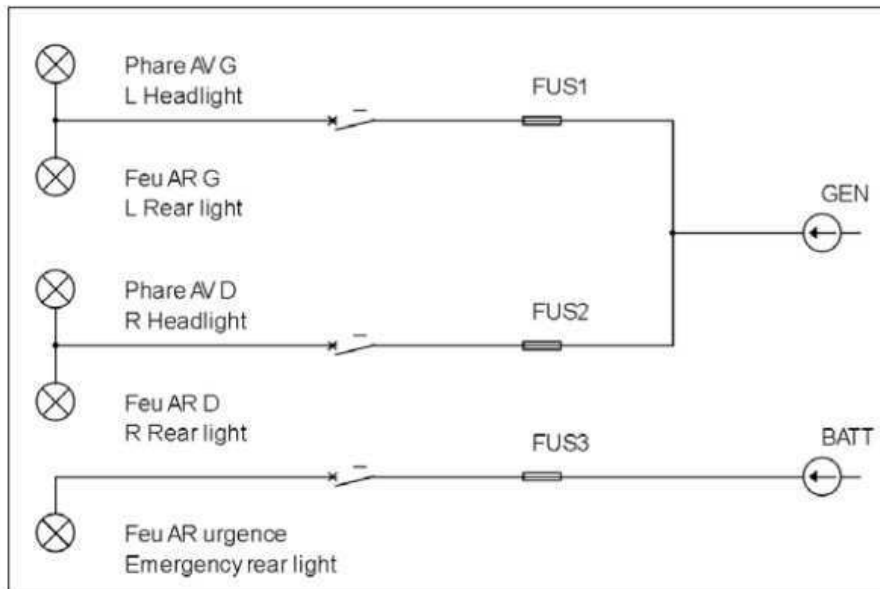 Phare AV G
L Headlight
FUS1
Feu AR G
L Rear light
GEN
Phare AV D
R Headlight
FUS2
Feu AR D
R Rear light
FUS3
BATT
Feu AR urgence
Emergency rear light